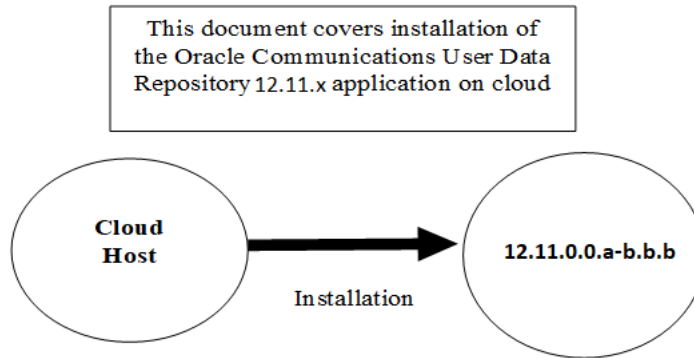 This document covers installation of
the Oracle Communications User Data
Repository 12.11.x application on cloud
Cloud
Host
12.11.0.0.a-b.b.b
Installation